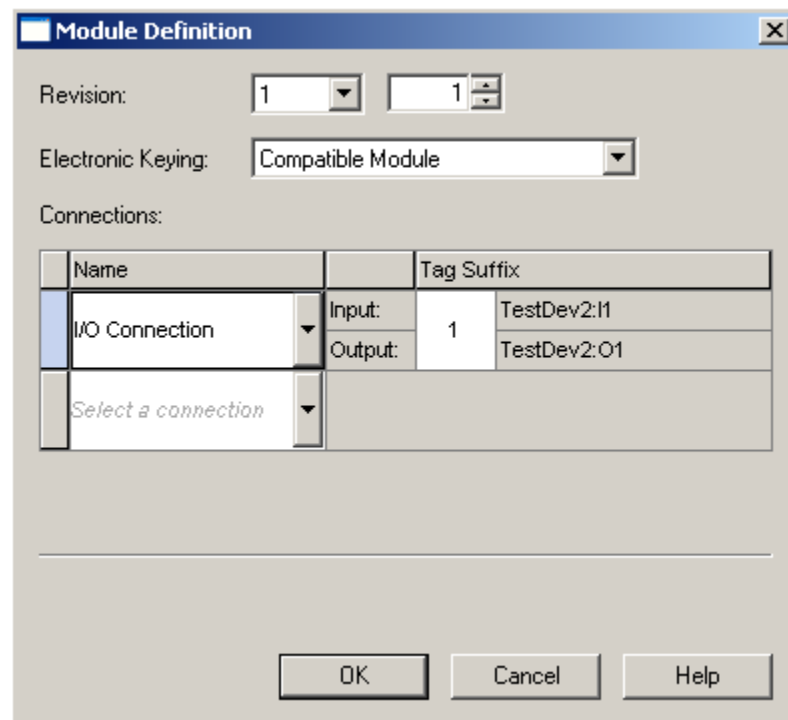 Module Definition
Revision: 1 1
Electronic Keying: Compatible Module
Connections:
Name Tag Suffix
I/O Connection Input: 1 TestDev2:I1
Output: TestDev2:O1
Select a connection
OK Cancel Help